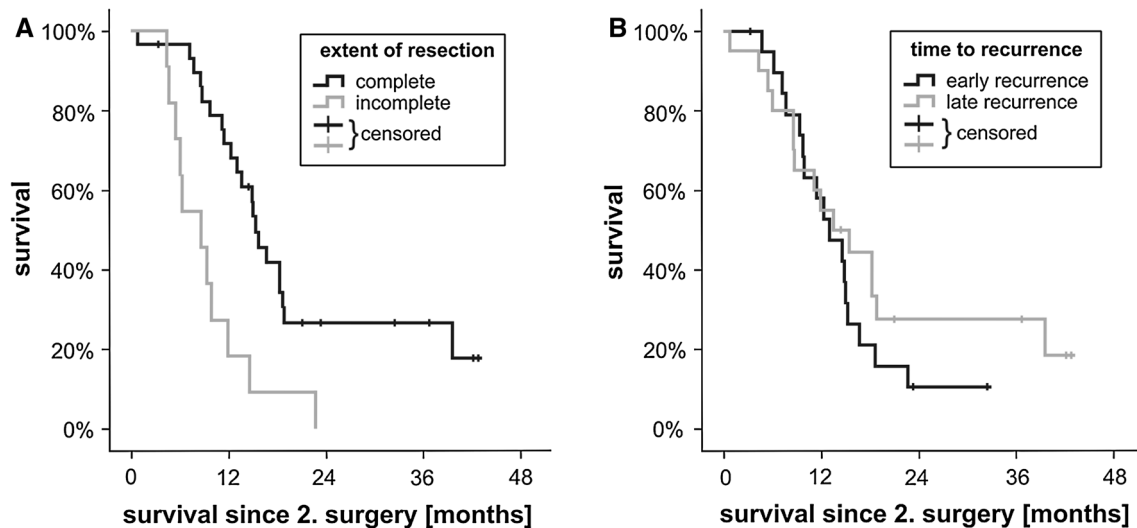 A
extent of resection
complete
incomplete
censored
100%
80%
60%
40%
20%
0%
survival
0 12 24 36 48
survival since 2. surgery [months]
B
time to recurrence
early recurrence
late recurrence
censored
100%
80%
60%
40%
20%
0%
survival
0 12 24 36 48
survival since 2. surgery [months]